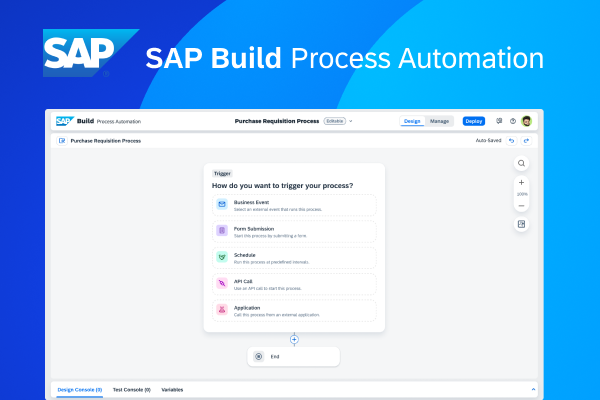 SAP
SAP Build Process Automation
SAP Build Process Automation
Purchase Requisition Process
Editable
Design
Manage
Deploy
Purchase Requisition Process
Auto-Saved
Trigger
How do you want to trigger your process?
Business Event
Select an external event that runs this process.
Form Submission
Start this process by submitting a form.
Schedule
Run this process at predefined intervals.
API Call
Use an API call to start this process.
Application
Call this process from an external application.
100%
End
Design Console (0)
Test Console (0)
Variables